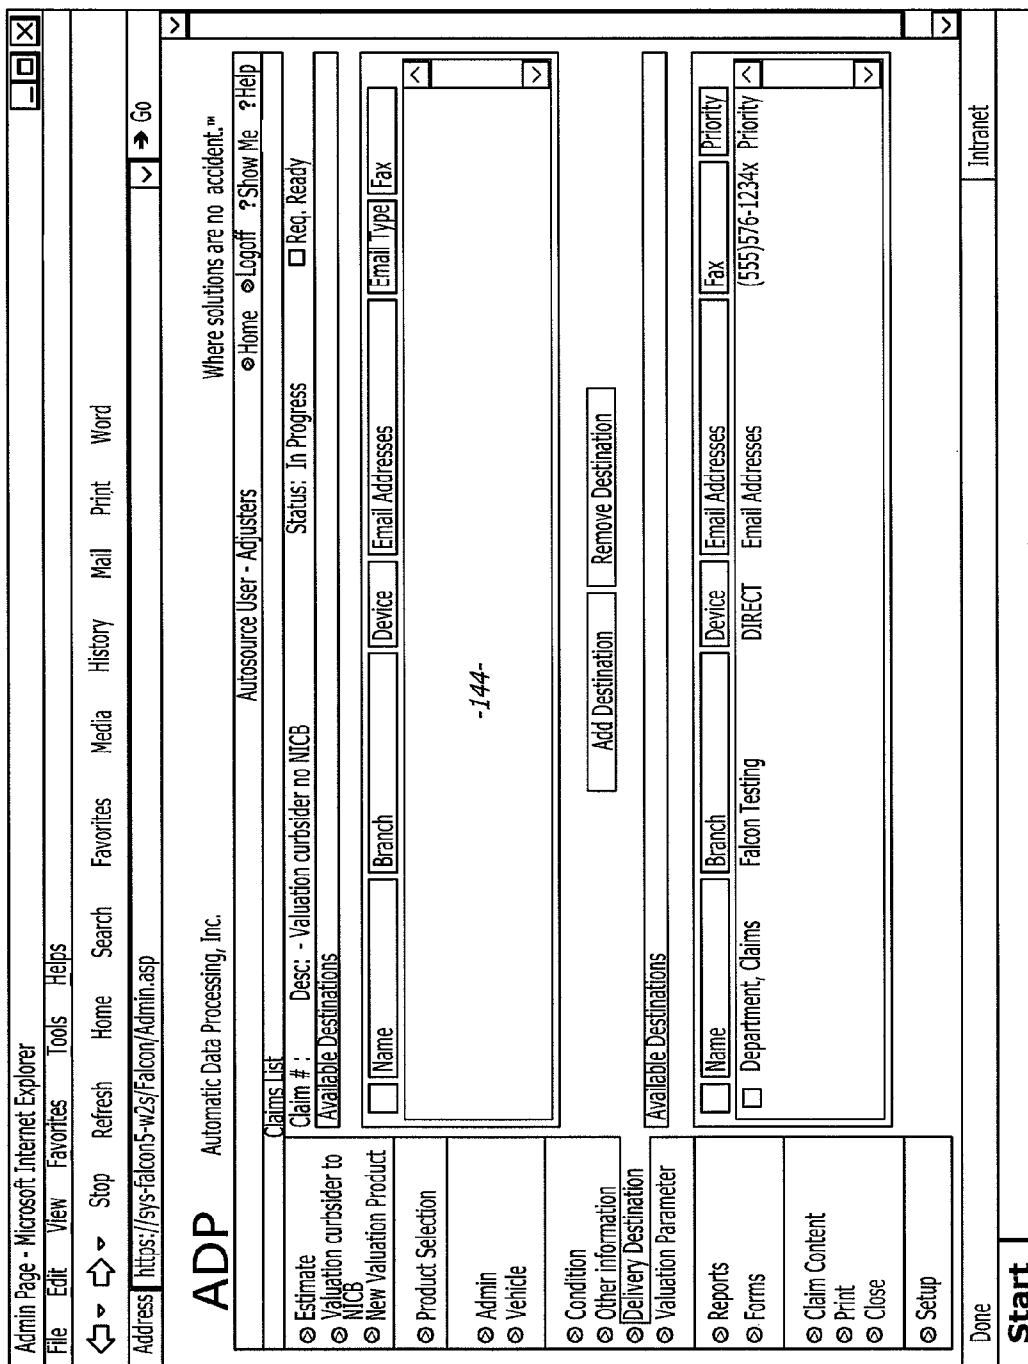 Admin Page - Microsoft Internet Explorer
File Edit View Favorites Tools Helps
Stop Refresh Home Search Favorites Media History Mail Print Word
Address https://sys-falcon5-w2s/Falcon/Admin.asp Go
ADP Automatic Data Processing, Inc. Where solutions are no accident.™
Autosource User - Adjusters Home Logoff ?Show Me ?Help
Claims List
Claim # : Desc: - Valuation curbsider no NICB Status: In Progress Req. Ready
Available Destinations
Name Branch Device Email Addresses Email Type Fax
-144-
Add Destination Remove Destination
Available Destinations
Name Branch Device Email Addresses Fax Priority
Department, Claims Falcon Testing DIRECT Email Addresses (555)576-1234x Priority
Estimate
Valuation curbsider to
NICB
New Valuation Product
Product Selection
Admin
Vehicle
Condition
Other information
Delivery Destination
Valuation Parameter
Reports
Forms
Claim Content
Print
Close
Setup
Done Intranet
Start